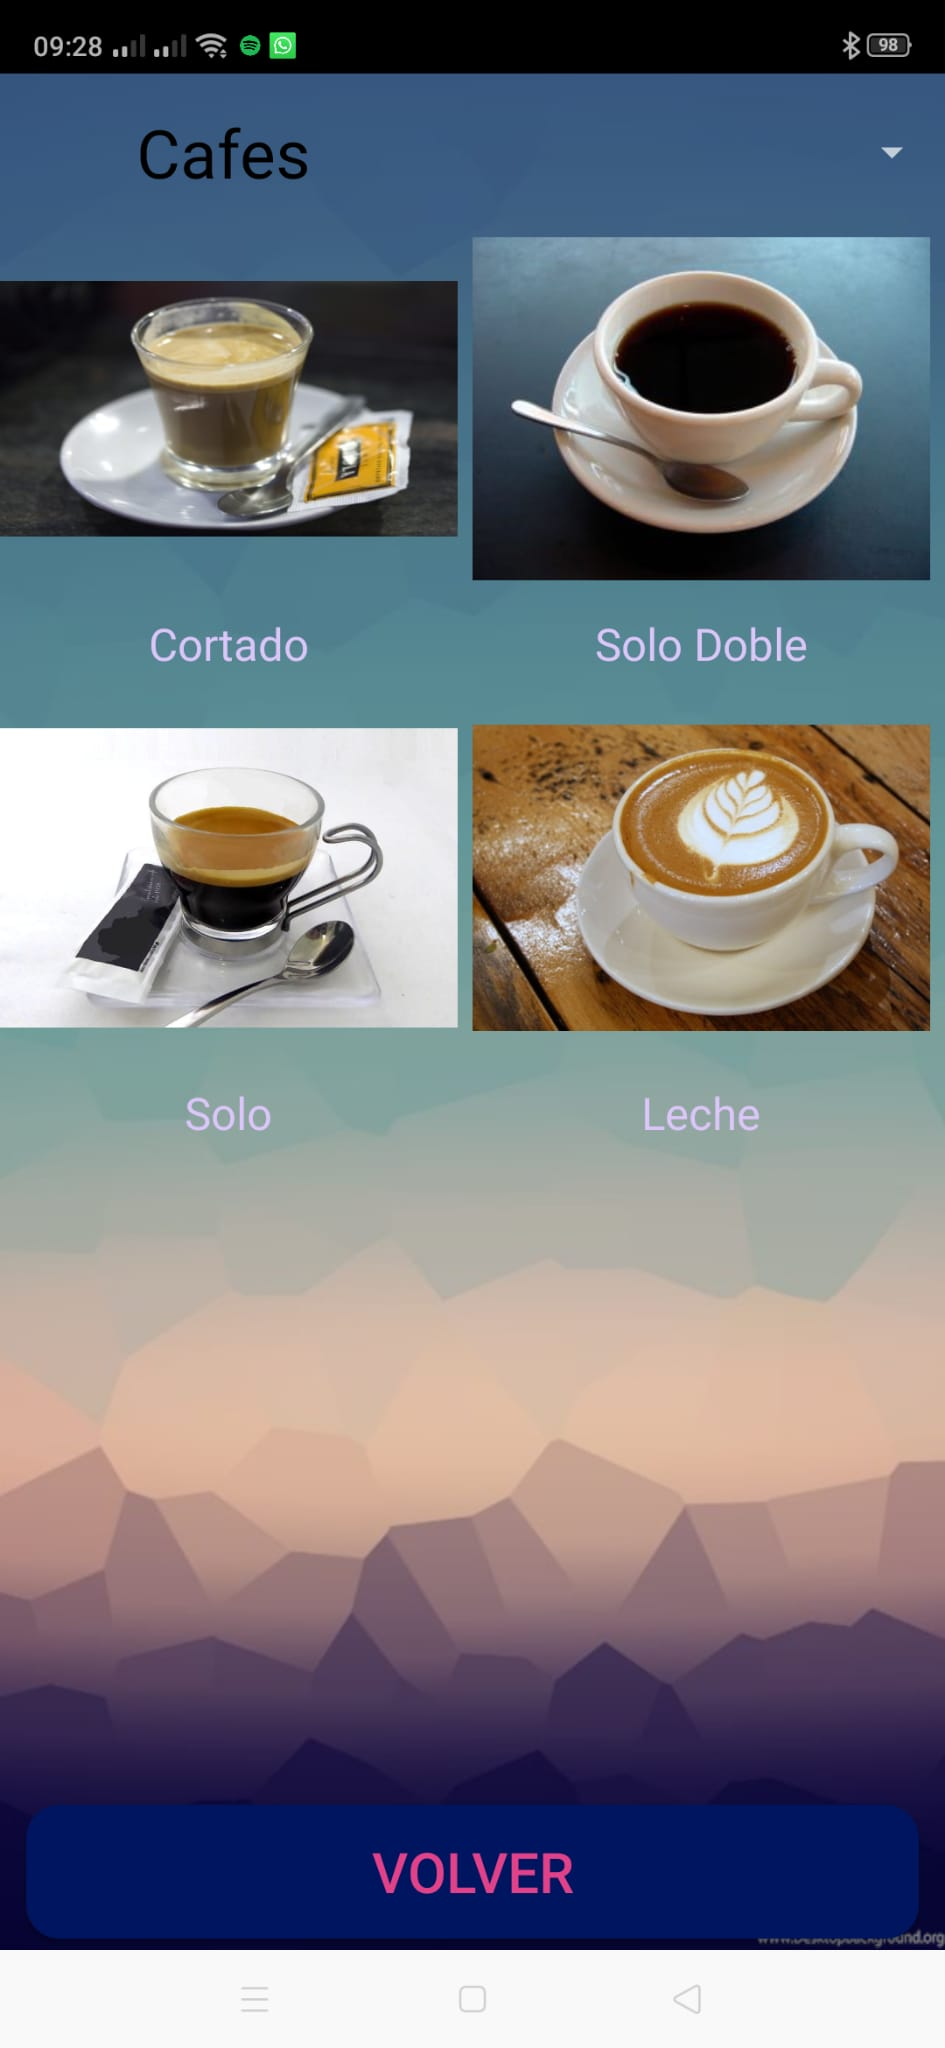 09:28
98
Cafes
Cortado
Solo Doble
Solo
Leche
VOLVER